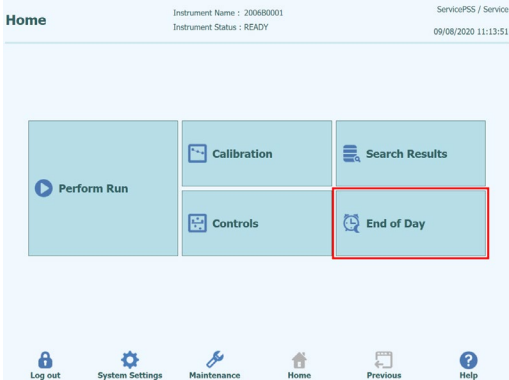 Home
Instrument Name : 2006B0001
Instrument Status : READY
ServicePSS / Service
09/08/2020 11:13:51
Perform Run
Calibration
Search Results
Controls
End of Day
Log out
System Settings
Maintenance
Home
Previous
Help